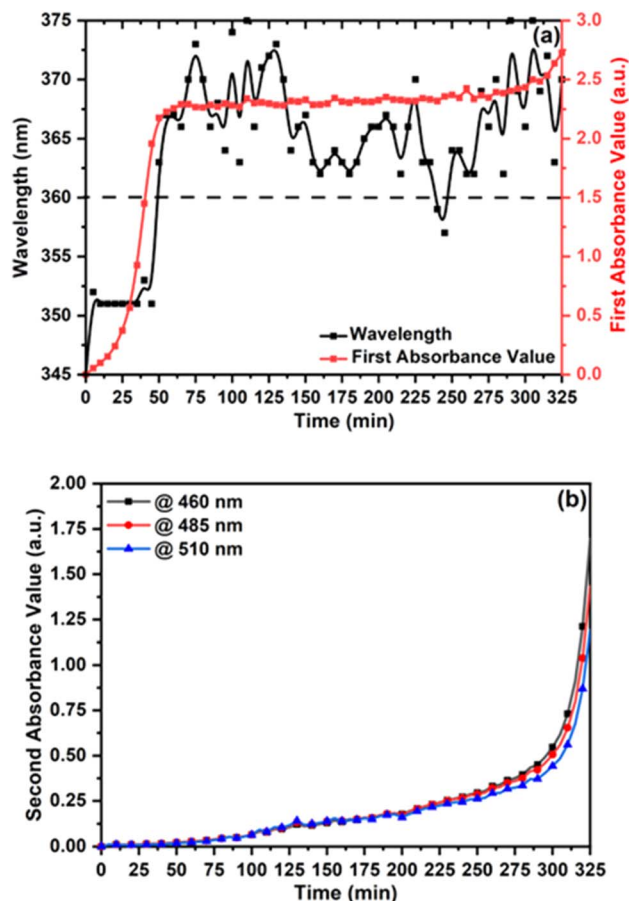 (a)
Wavelength (nm)
375
370
365
360
355
350
345
First Absorbance Value (a.u.)
3.0
2.5
2.0
1.5
1.0
0.5
0.0
Wavelength
First Absorbance Value
0 25 50 75 100 125 150 175 200 225 250 275 300 325
Time (min)
(b)
Second Absorbance Value (a.u.)
2.00
1.75
1.50
1.25
1.00
0.75
0.50
0.25
0.00
@ 460 nm
@ 485 nm
@ 510 nm
0 25 50 75 100 125 150 175 200 225 250 275 300 325
Time (min)